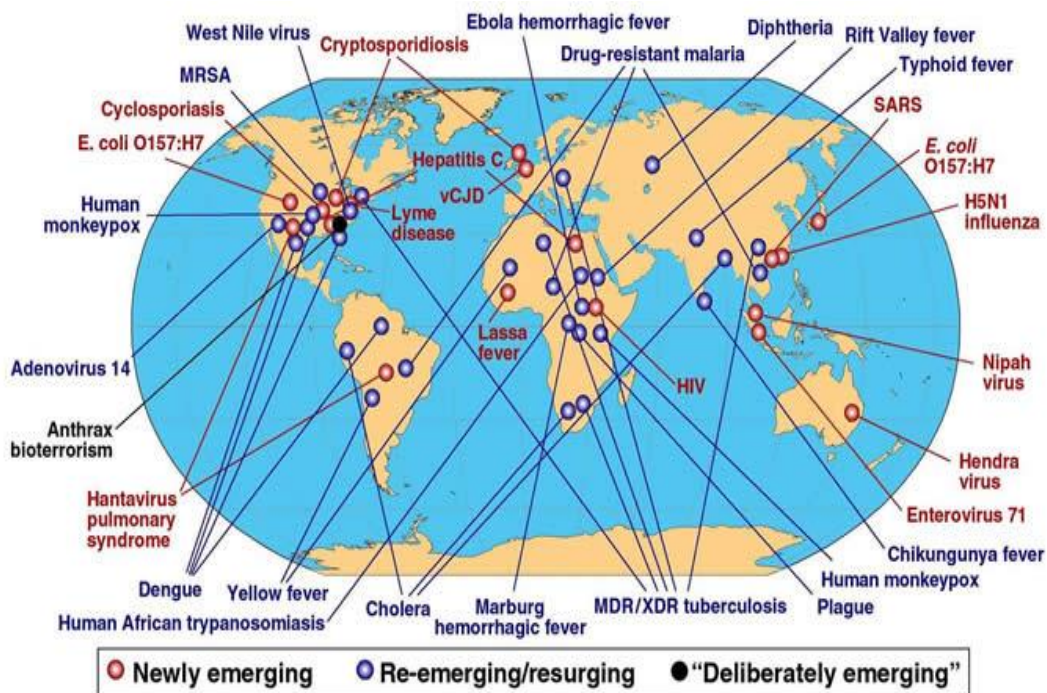 Ebola hemorrhagic fever
West Nile virus
Cryptosporidiosis
Diphtheria
Rift Valley fever
Drug-resistant malaria
MRSA
Typhoid fever
Cyclosporiasis
SARS
E. coli O157:H7
Hepatitis C
E. coli
O157:H7
vCJD
H5N1
influenza
Human
monkeypox
Lyme
disease
Lassa
fever
Adenovirus 14
HIV
Nipah
virus
Anthrax
bioterrorism
Hendra
virus
Hantavirus
pulmonary
syndrome
Enterovirus 71
Chikungunya fever
Dengue
Yellow fever
Human monkeypox
Cholera
Marburg
hemorrhagic fever
MDR/XDR tuberculosis
Plague
Human African trypanosomiasis
Newly emerging
Re-emerging/resurging
“Deliberately emerging”